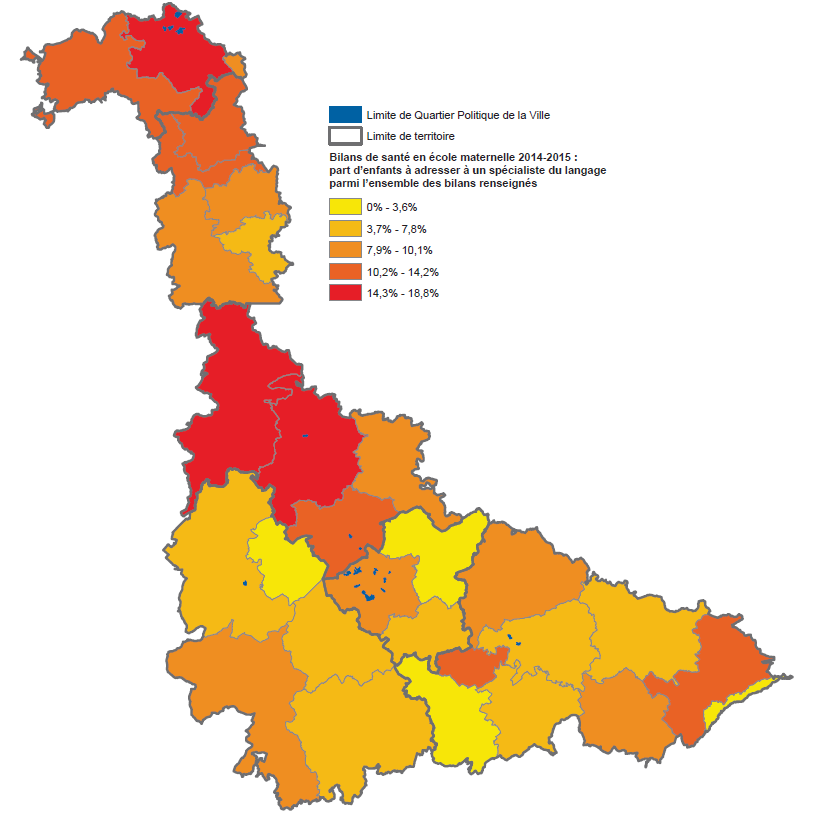 Limite de Quartier Politique de la Ville
Limite de territoire
Bilans de santé en école maternelle 2014-2015 :
part d'enfants à adresser à un spécialiste du langage
parmi l'ensemble des bilans renseignés
0% - 3,6%
3,7% - 7,8%
7,9% - 10,1%
10,2% - 14,2%
14,3% - 18,8%